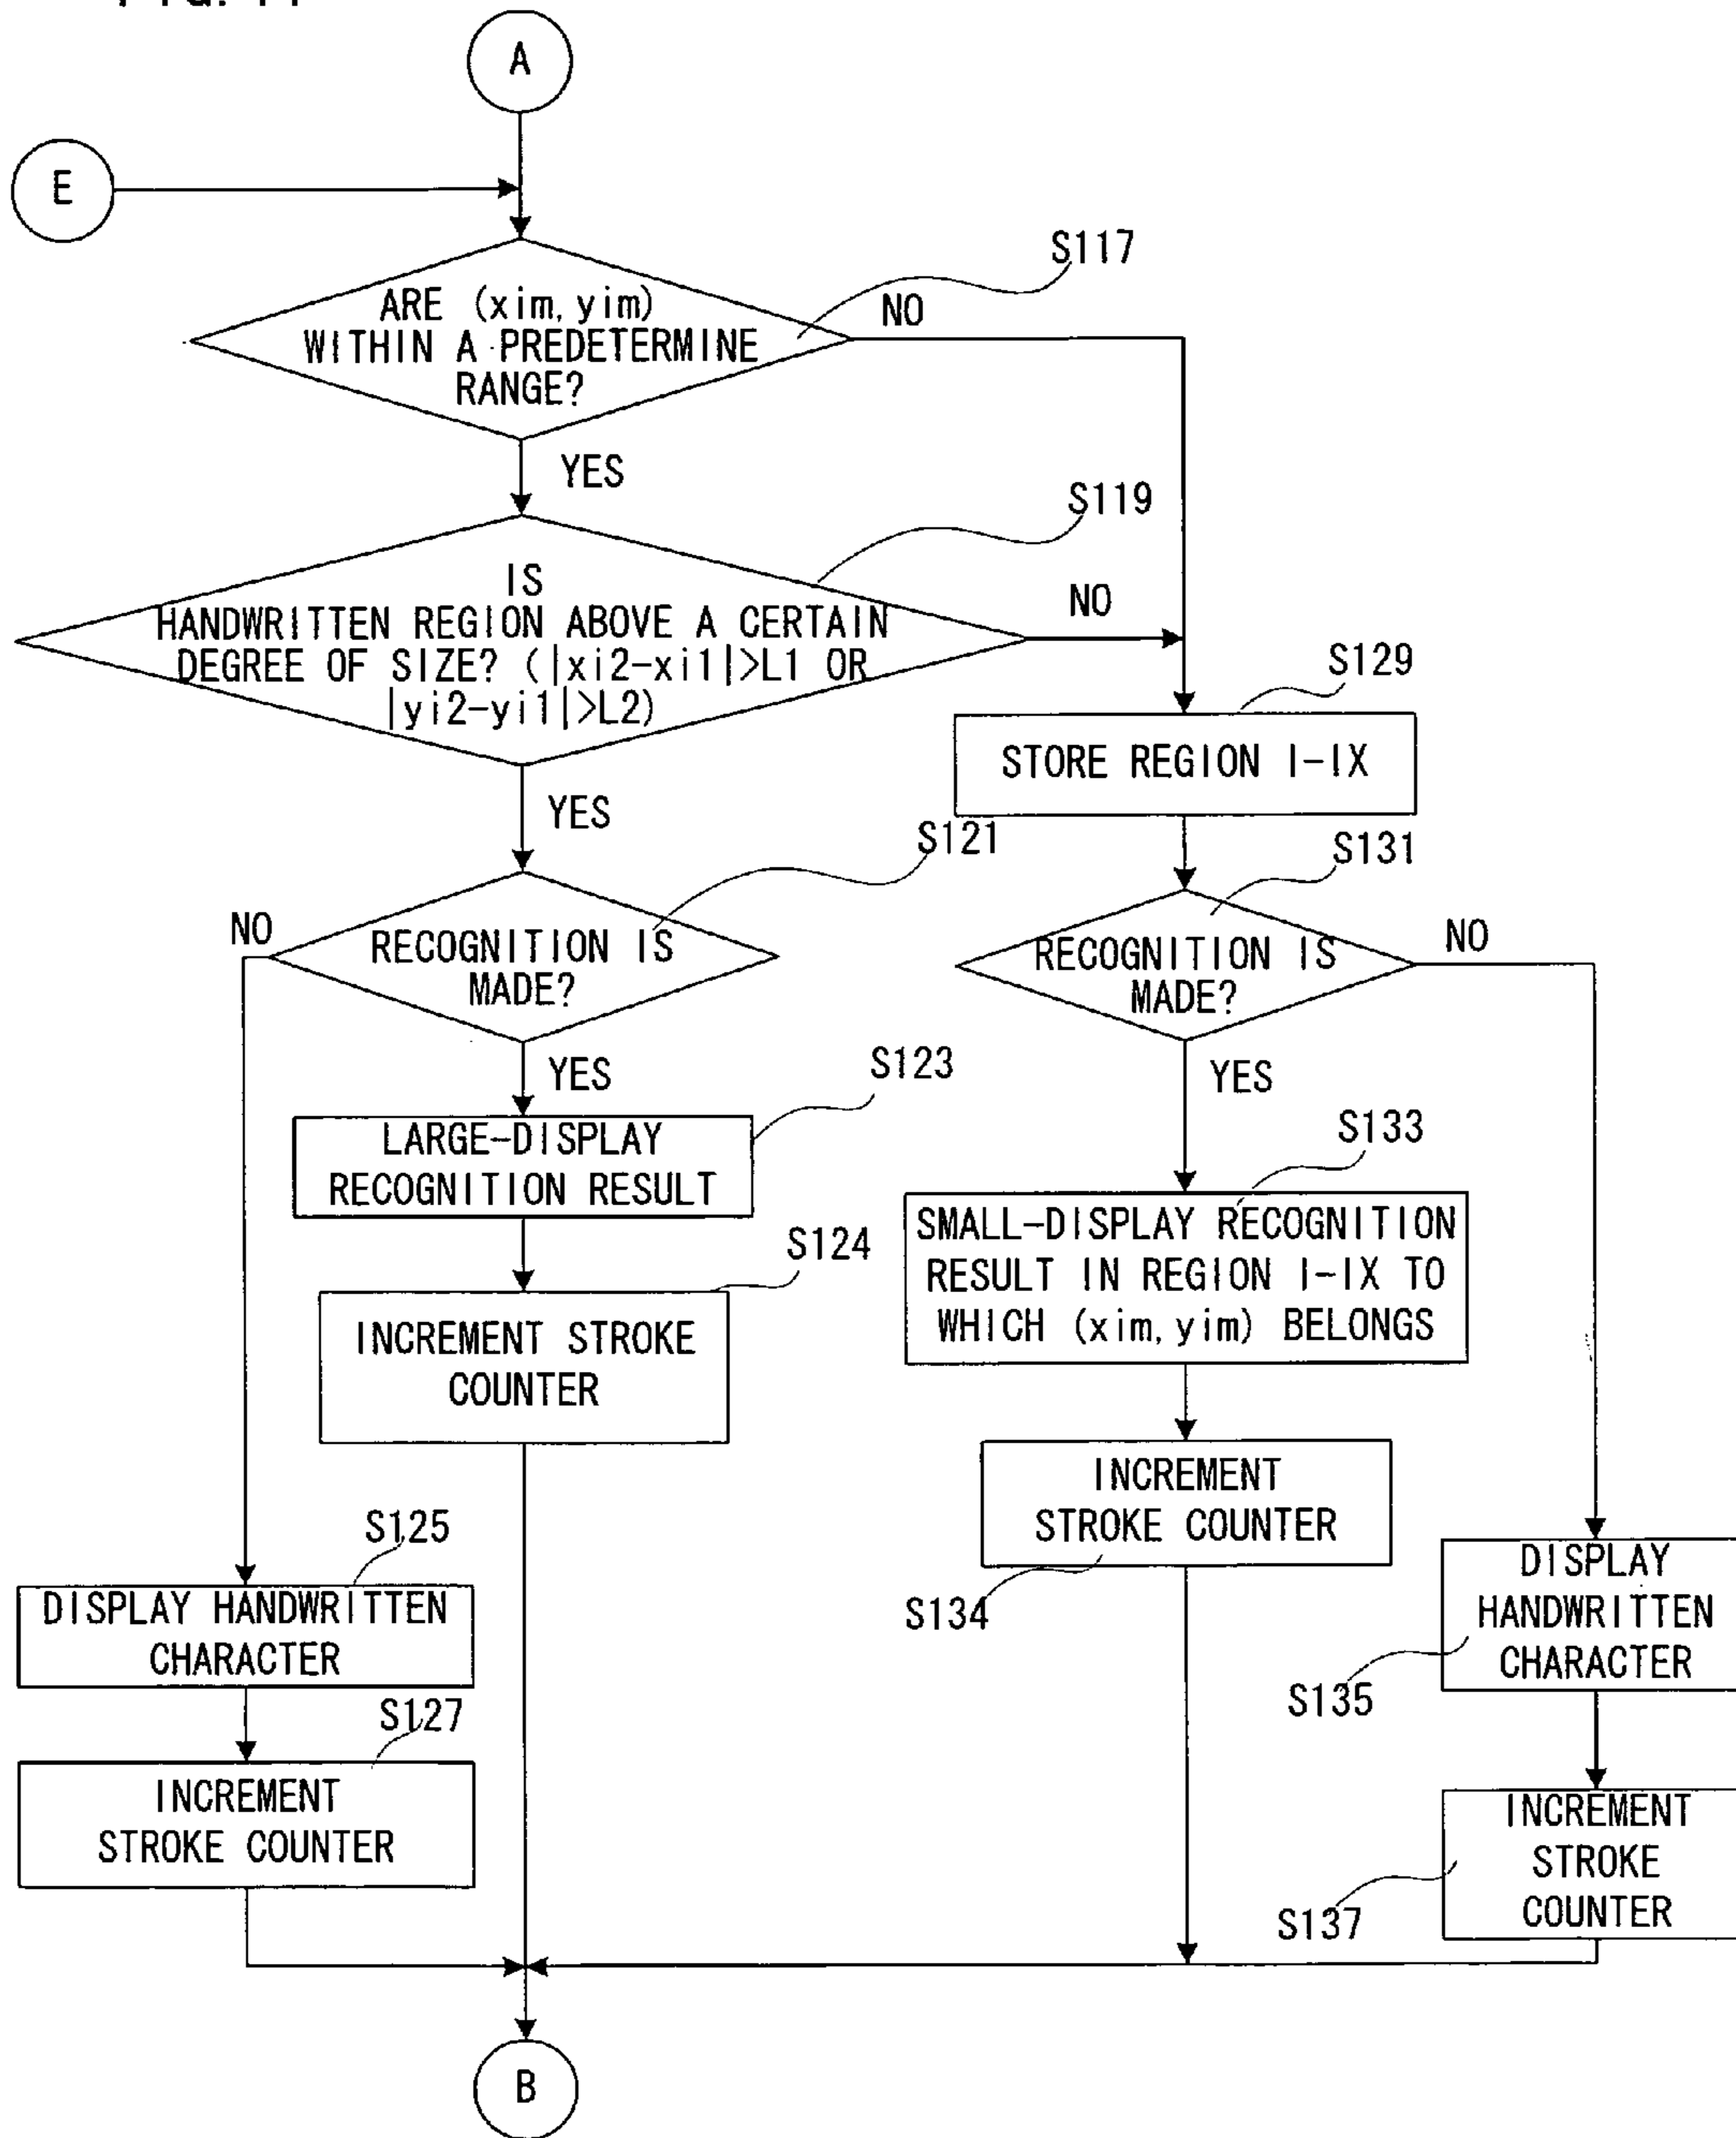 A
E
S117
ARE (xim, yim)
WITHIN A PREDETERMINE
RANGE?
NO
YES
S119
IS
HANDWRITTEN REGION ABOVE A CERTAIN
DEGREE OF SIZE? (|xi2-xi1|>L1 OR
|yi2-yi1|>L2)
NO
YES
S129
STORE REGION I-IX
S121
RECOGNITION IS
MADE?
NO
YES
S131
RECOGNITION IS
MADE?
NO
YES
S123
LARGE-DISPLAY
RECOGNITION RESULT
S133
SMALL-DISPLAY RECOGNITION
RESULT IN REGION I-IX TO
WHICH (xim, yim) BELONGS
S124
INCREMENT STROKE
COUNTER
INCREMENT
STROKE COUNTER
S134
S125
DISPLAY HANDWRITTEN
CHARACTER
DISPLAY
HANDWRITTEN
CHARACTER
S135
S127
INCREMENT
STROKE COUNTER
INCREMENT
STROKE
COUNTER
S137
B